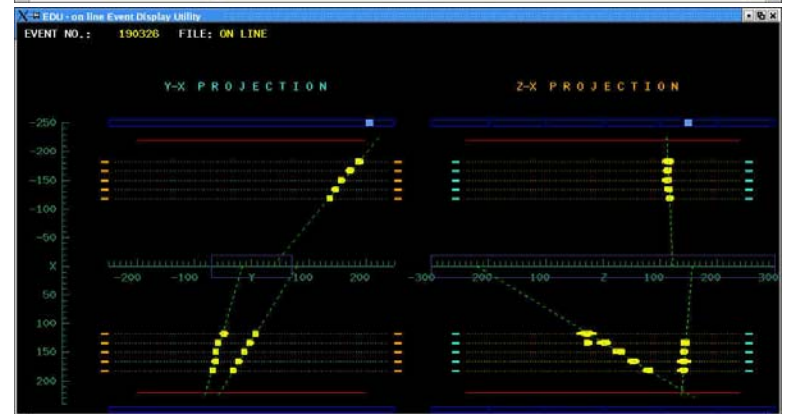 EDU - on line Event Display Utility
EVENT NO.: 190326 FILE: ON LINE
Y-X PROJECTION Z-X PROJECTION
-250
-200
-150
-100
-50
X
-200 -100 Y 100 200 -300 200 100 Z 100 200 300
50
100
150
200